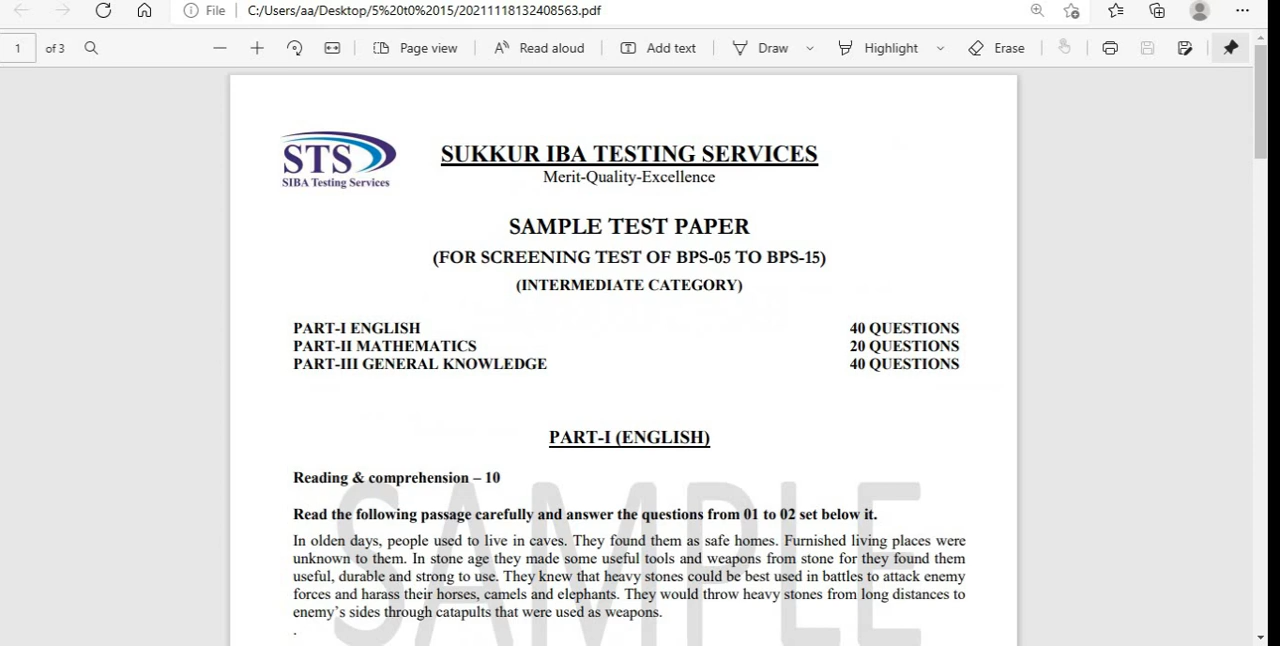 File
C:/Users/aa/Desktop/5%20t0%2015/20211118132408563.pdf
1 of 3
Page view
Read aloud
Add text
Draw
Highlight
Erase
STS
SIBA Testing Services
SUKKUR IBA TESTING SERVICES
Merit-Quality-Excellence
SAMPLE TEST PAPER
(FOR SCREENING TEST OF BPS-05 TO BPS-15)
(INTERMEDIATE CATEGORY)
PART-I ENGLISH 40 QUESTIONS
PART-II MATHEMATICS 20 QUESTIONS
PART-III GENERAL KNOWLEDGE 40 QUESTIONS
PART-I (ENGLISH)
Reading & comprehension – 10
SAMPLE
Read the following passage carefully and answer the questions from 01 to 02 set below it.
In olden days, people used to live in caves. They found them as safe homes. Furnished living places were
unknown to them. In stone age they made some useful tools and weapons from stone for they found them
useful, durable and strong to use. They knew that heavy stones could be best used in battles to attack enemy
forces and harass their horses, camels and elephants. They would throw heavy stones from long distances to
enemy’s sides through catapults that were used as weapons.
.